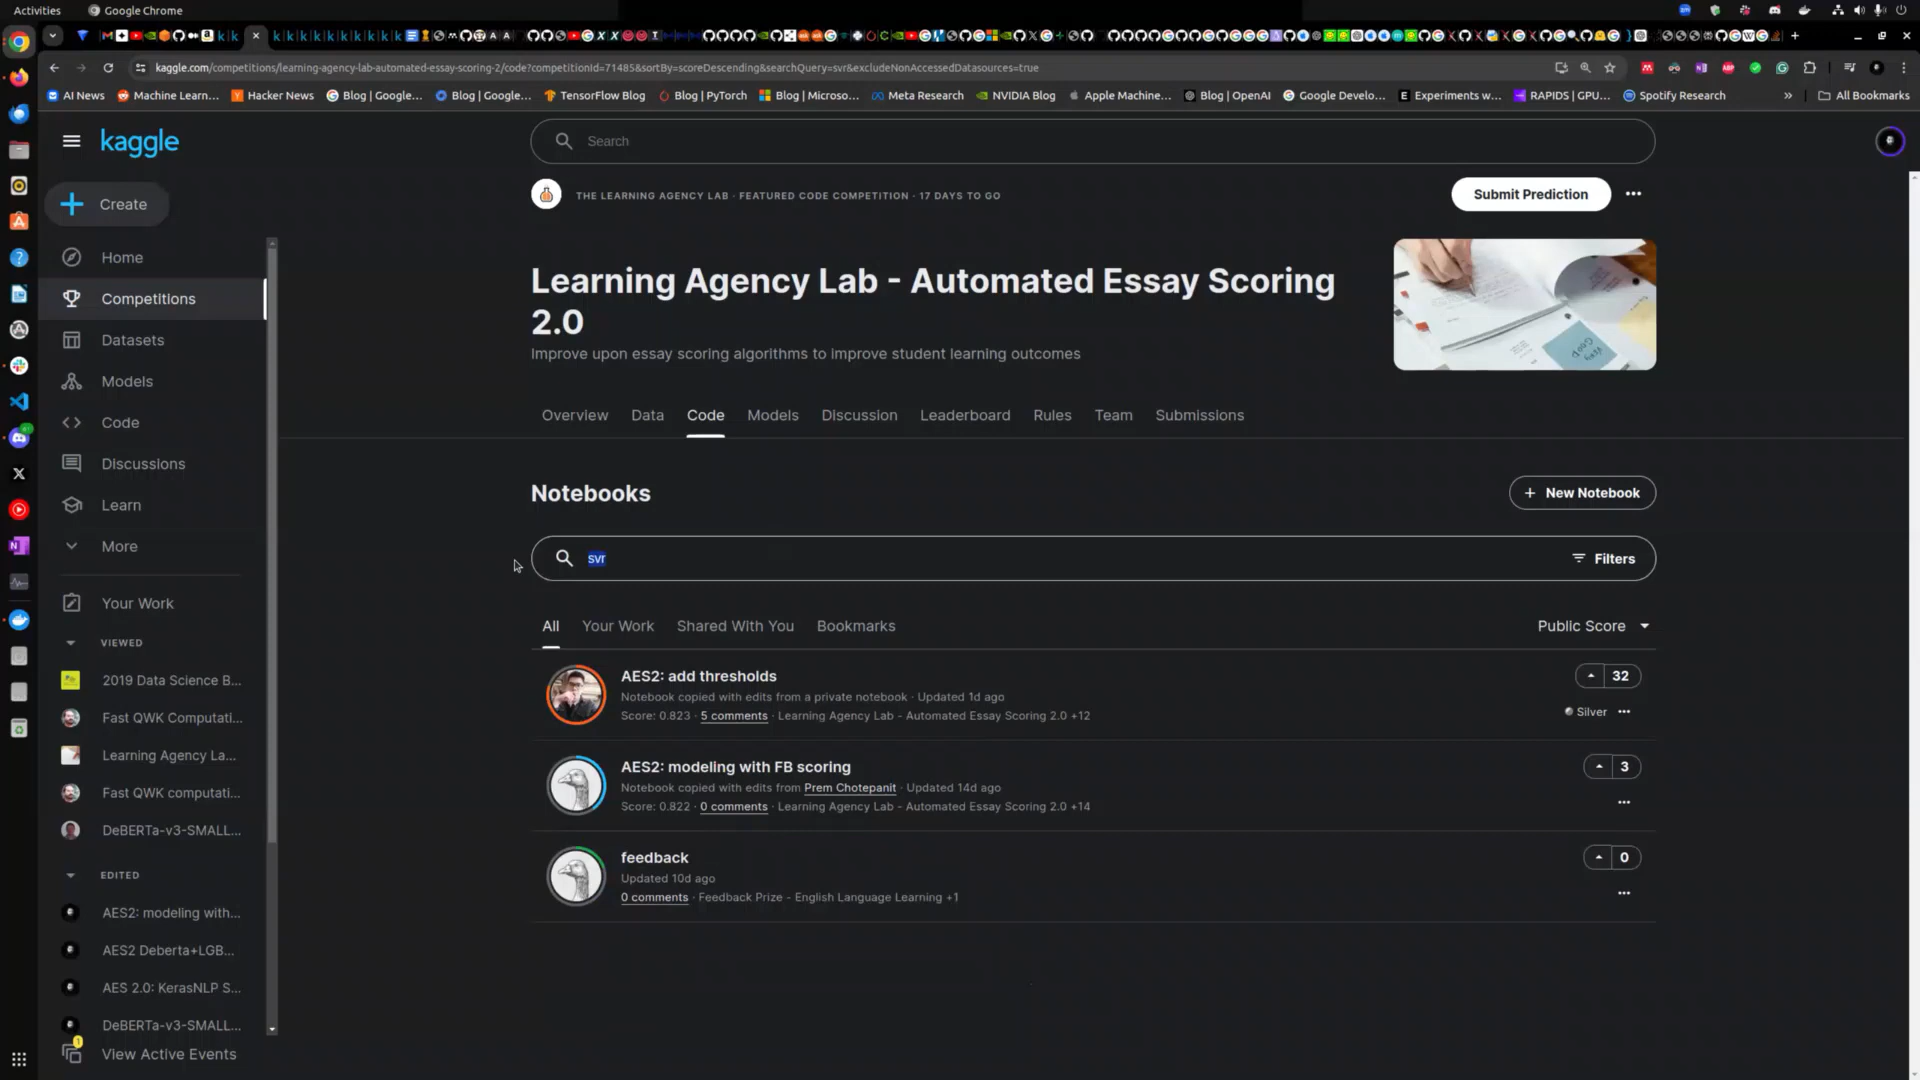 Activities
Google Chrome
kaggle.com/competitions/learning-agency-lab-automated-essay-scoring-2/code?competitionId=71485&sortBy=scoreDescending&searchQuery=svr&excludeNonAccessedDatasources=true
AI News
Machine Learn...
Hacker News
Blog | Google...
Blog | Google...
TensorFlow Blog
Blog | PyTorch
Blog | Microso...
Meta Research
NVIDIA Blog
Apple Machine...
Blog | OpenAI
Google Develo...
Experiments w...
RAPIDS | GPU...
Spotify Research
»
All Bookmarks
kaggle
Search
Create
THE LEARNING AGENCY LAB · FEATURED CODE COMPETITION · 17 DAYS TO GO
Submit Prediction
Home
Competitions
Datasets
Models
Code
Discussions
Learn
More
Your Work
VIEWED
2019 Data Science B...
Fast QWK Computati...
Learning Agency La...
Fast QWK computati...
DeBERTa-v3-SMALL...
EDITED
AES2: modeling with...
AES2 Deberta+LGB...
AES 2.0: KerasNLP S...
DeBERTa-v3-SMALL...
1
View Active Events
Learning Agency Lab - Automated Essay Scoring
2.0
Improve upon essay scoring algorithms to improve student learning outcomes
Overview
Data
Code
Models
Discussion
Leaderboard
Rules
Team
Submissions
Notebooks
+ New Notebook
svr
Filters
All
Your Work
Shared With You
Bookmarks
Public Score
AES2: add thresholds
Notebook copied with edits from a private notebook · Updated 1d ago
Score: 0.823 · 5 comments · Learning Agency Lab - Automated Essay Scoring 2.0 +12
32
Silver
AES2: modeling with FB scoring
Notebook copied with edits from Prem Chotepanit · Updated 14d ago
Score: 0.822 · 0 comments · Learning Agency Lab - Automated Essay Scoring 2.0 +14
3
feedback
Updated 10d ago
0 comments · Feedback Prize - English Language Learning +1
0